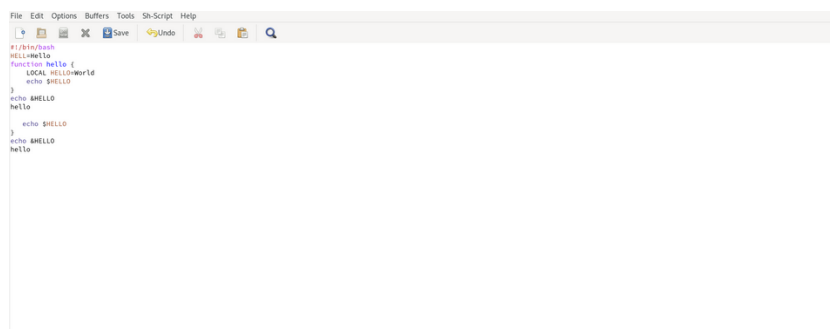 File Edit Options Buffers Tools Sh-Script Help
Save Undo
#!/bin/bash
HELL=Hello
function hello {
    LOCAL HELLO=World
    echo $HELLO
}
echo &HELLO
hello

   echo $HELLO
}
echo &HELLO
hello